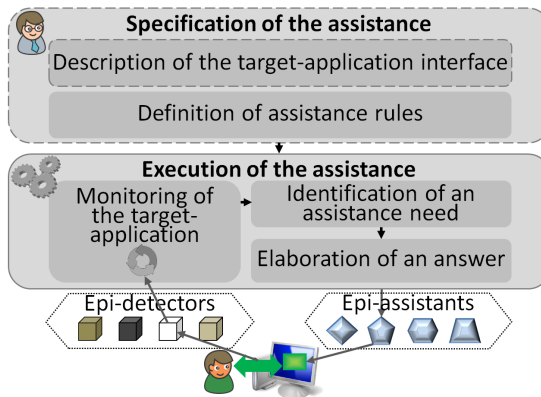 Specification of the assistance
Description of the target-application interface
Definition of assistance rules
Execution of the assistance
Monitoring of
the target-
application
Identification of an
assistance need
Elaboration of an answer
Epi-detectors
Epi-assistants